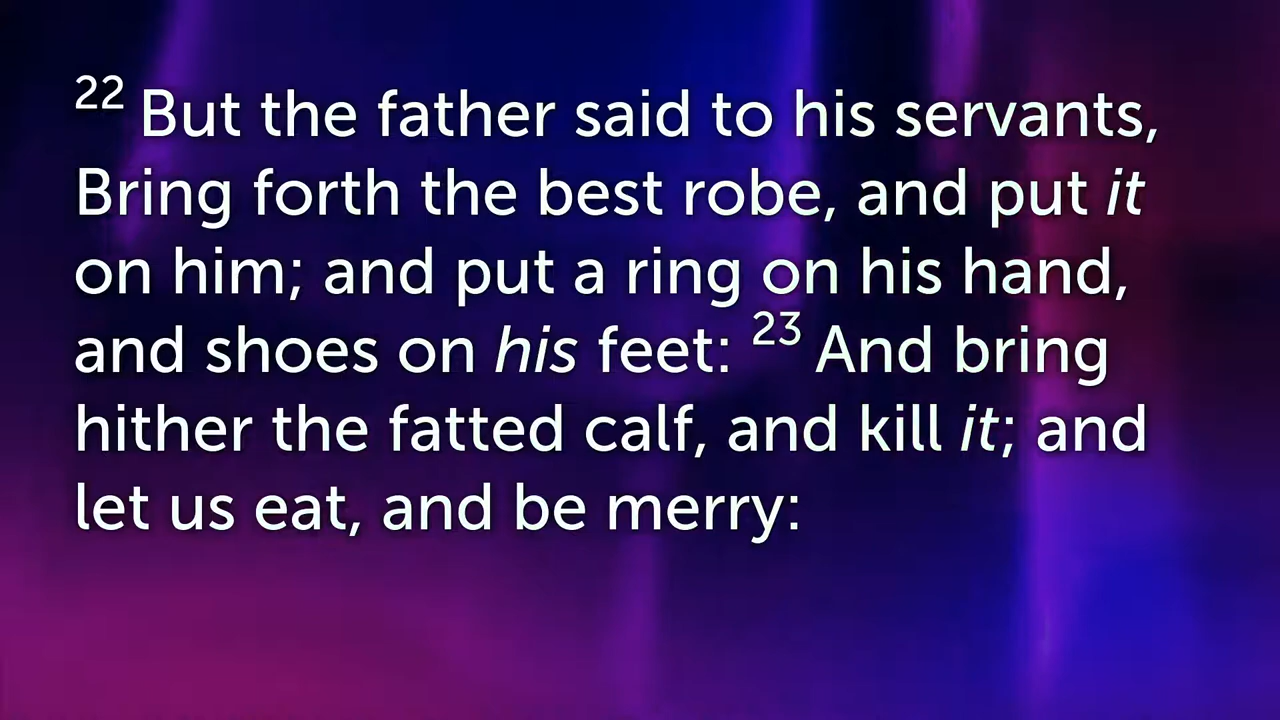 22 But the father said to his servants,
Bring forth the best robe, and put it
on him; and put a ring on his hand,
and shoes on his feet: 23 And bring
hither the fatted calf, and kill it; and
let us eat, and be merry: